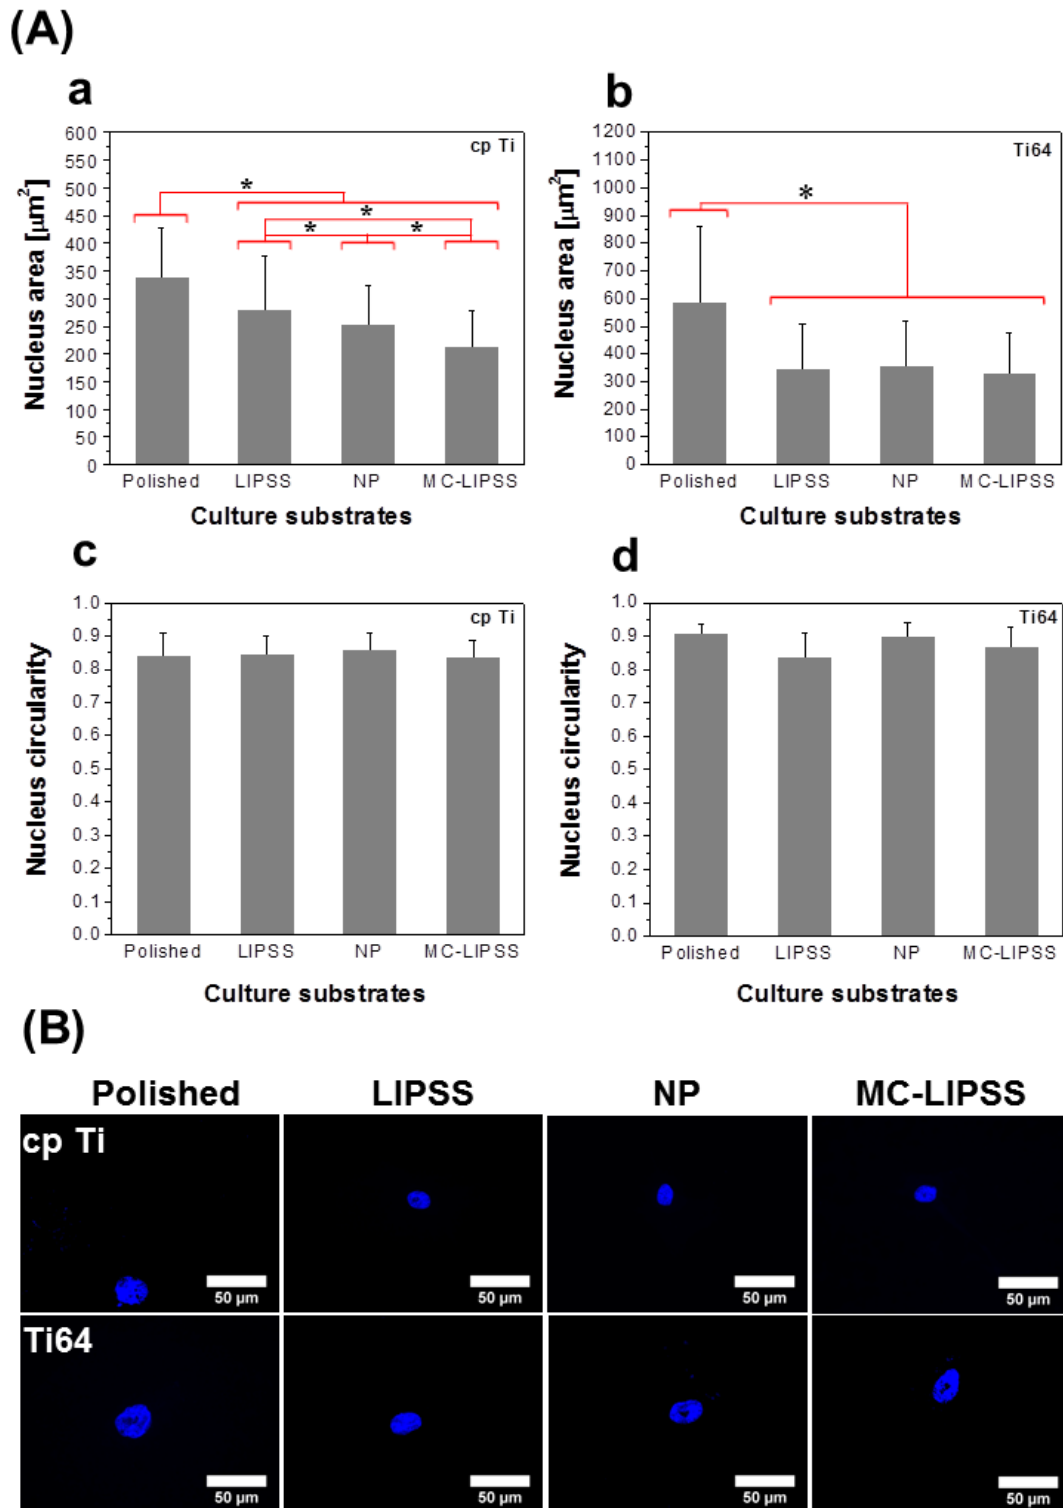 (A)
a
b
600
550
500
450
400
350
300
250
200
150
100
50
0
Nucleus area [µm²]
cp Ti
*
*
*
*
Polished LIPSS NP MC-LIPSS
Culture substrates
1200
1100
1000
900
800
700
600
500
400
300
200
100
0
Nucleus area [µm²]
Ti64
*
Polished LIPSS NP MC-LIPSS
Culture substrates
c
d
1.0
0.9
0.8
0.7
0.6
0.5
0.4
0.3
0.2
0.1
0.0
Nucleus circularity
cp Ti
Polished LIPSS NP MC-LIPSS
Culture substrates
1.0
0.9
0.8
0.7
0.6
0.5
0.4
0.3
0.2
0.1
0.0
Nucleus circularity
Ti64
Polished LIPSS NP MC-LIPSS
Culture substrates
(B)
Polished LIPSS NP MC-LIPSS
cp Ti
50 µm 50 µm 50 µm 50 µm
Ti64
50 µm 50 µm 50 µm 50 µm